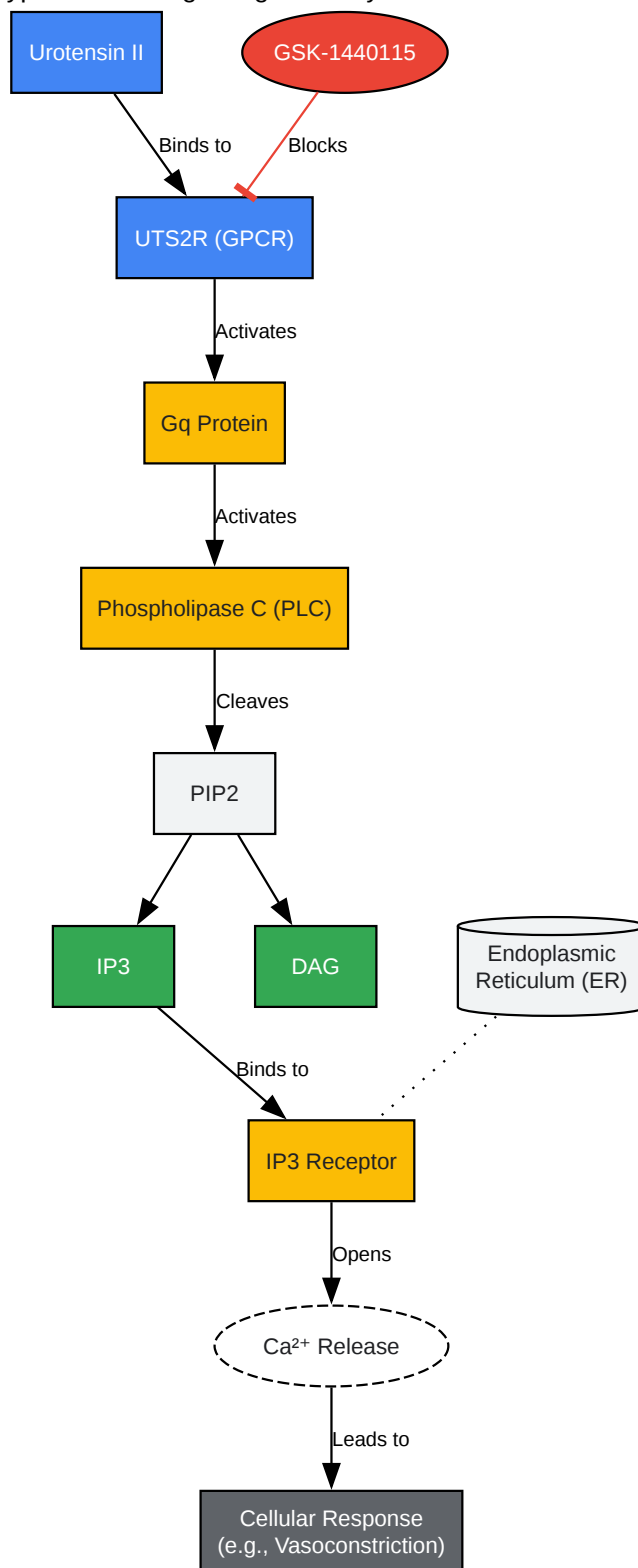 Urotensin II
GSK-1440115
Binds to
Blocks
UTS2R (GPCR)
Activates
Gq Protein
Activates
Phospholipase C (PLC)
Cleaves
PIP2
IP3
DAG
Endoplasmic
Reticulum (ER)
Binds to
IP3 Receptor
Opens
Ca²⁺ Release
Leads to
Cellular Response
(e.g., Vasoconstriction)